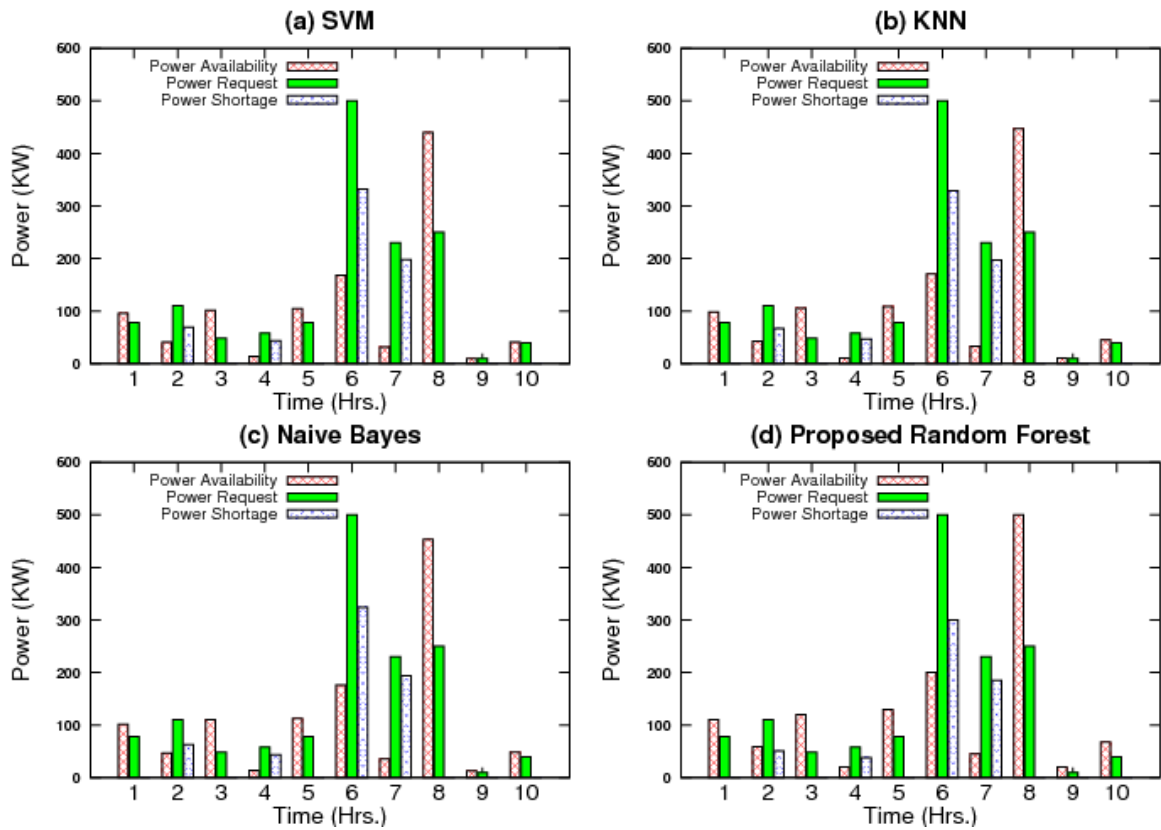 (a) SVM
Power (KW)
600
500
400
300
200
100
0
Power Availability
Power Request
Power Shortage
1 2 3 4 5 6 7 8 9 10
Time (Hrs.)
(b) KNN
Power (KW)
600
500
400
300
200
100
0
Power Availability
Power Request
Power Shortage
1 2 3 4 5 6 7 8 9 10
Time (Hrs.)
(c) Naive Bayes
Power (KW)
600
500
400
300
200
100
0
Power Availability
Power Request
Power Shortage
1 2 3 4 5 6 7 8 9 10
Time (Hrs.)
(d) Proposed Random Forest
Power (KW)
600
500
400
300
200
100
0
Power Availability
Power Request
Power Shortage
1 2 3 4 5 6 7 8 9 10
Time (Hrs.)